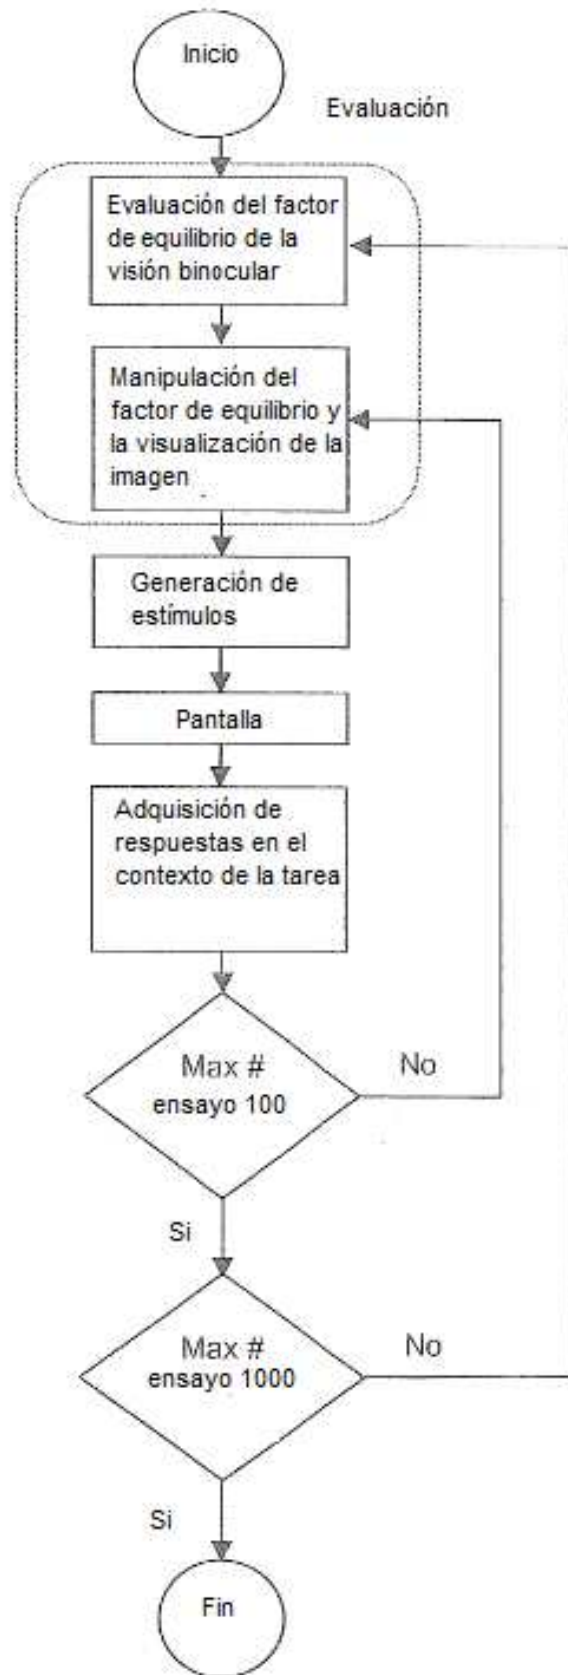 Inicio
Evaluación
Evaluación del factor
de equilibrio de la
visión binocular
Manipulación del
factor de equilibrio y
la visualización de la
imagen
Generación de
estímulos
Pantalla
Adquisición de
respuestas en el
contexto de la tarea
Max #
ensayo 100
No
Si
Max #
ensayo 1000
No
Si
Fin